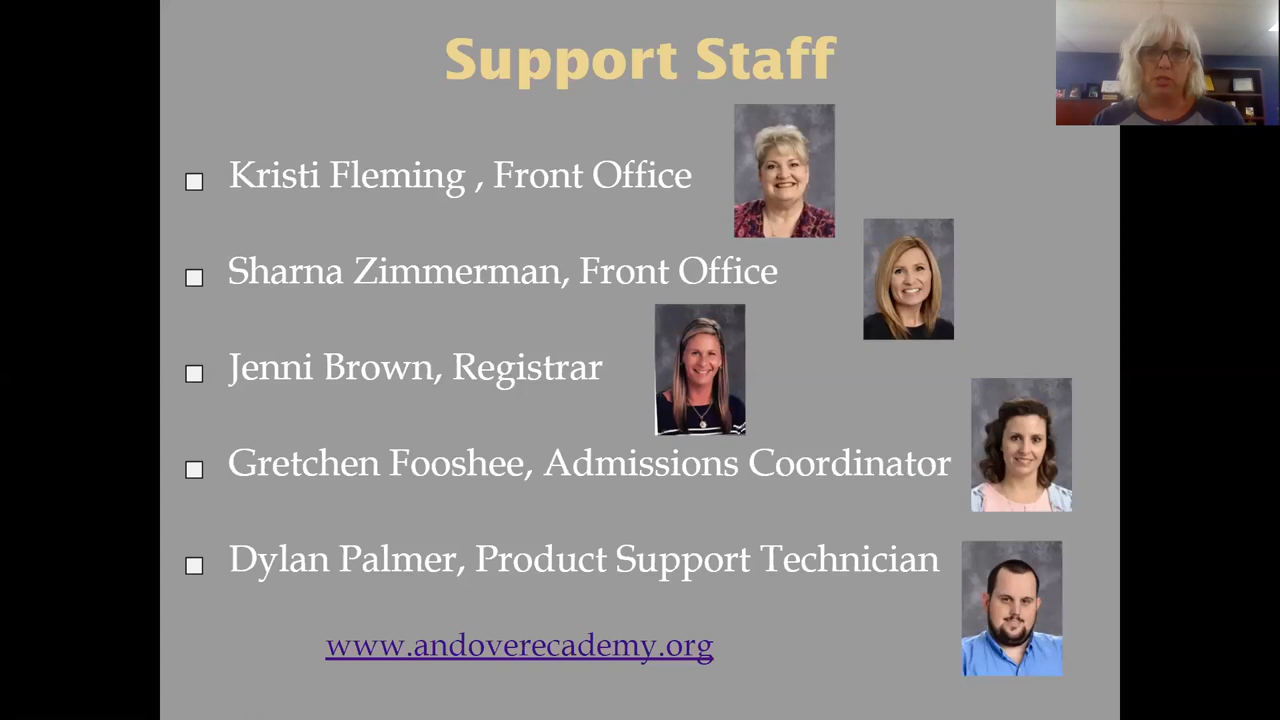 Support Staff
Kristi Fleming , Front Office
Sharna Zimmerman, Front Office
Jenni Brown, Registrar
Gretchen Fooshee, Admissions Coordinator
Dylan Palmer, Product Support Technician
www.andoverecademy.org